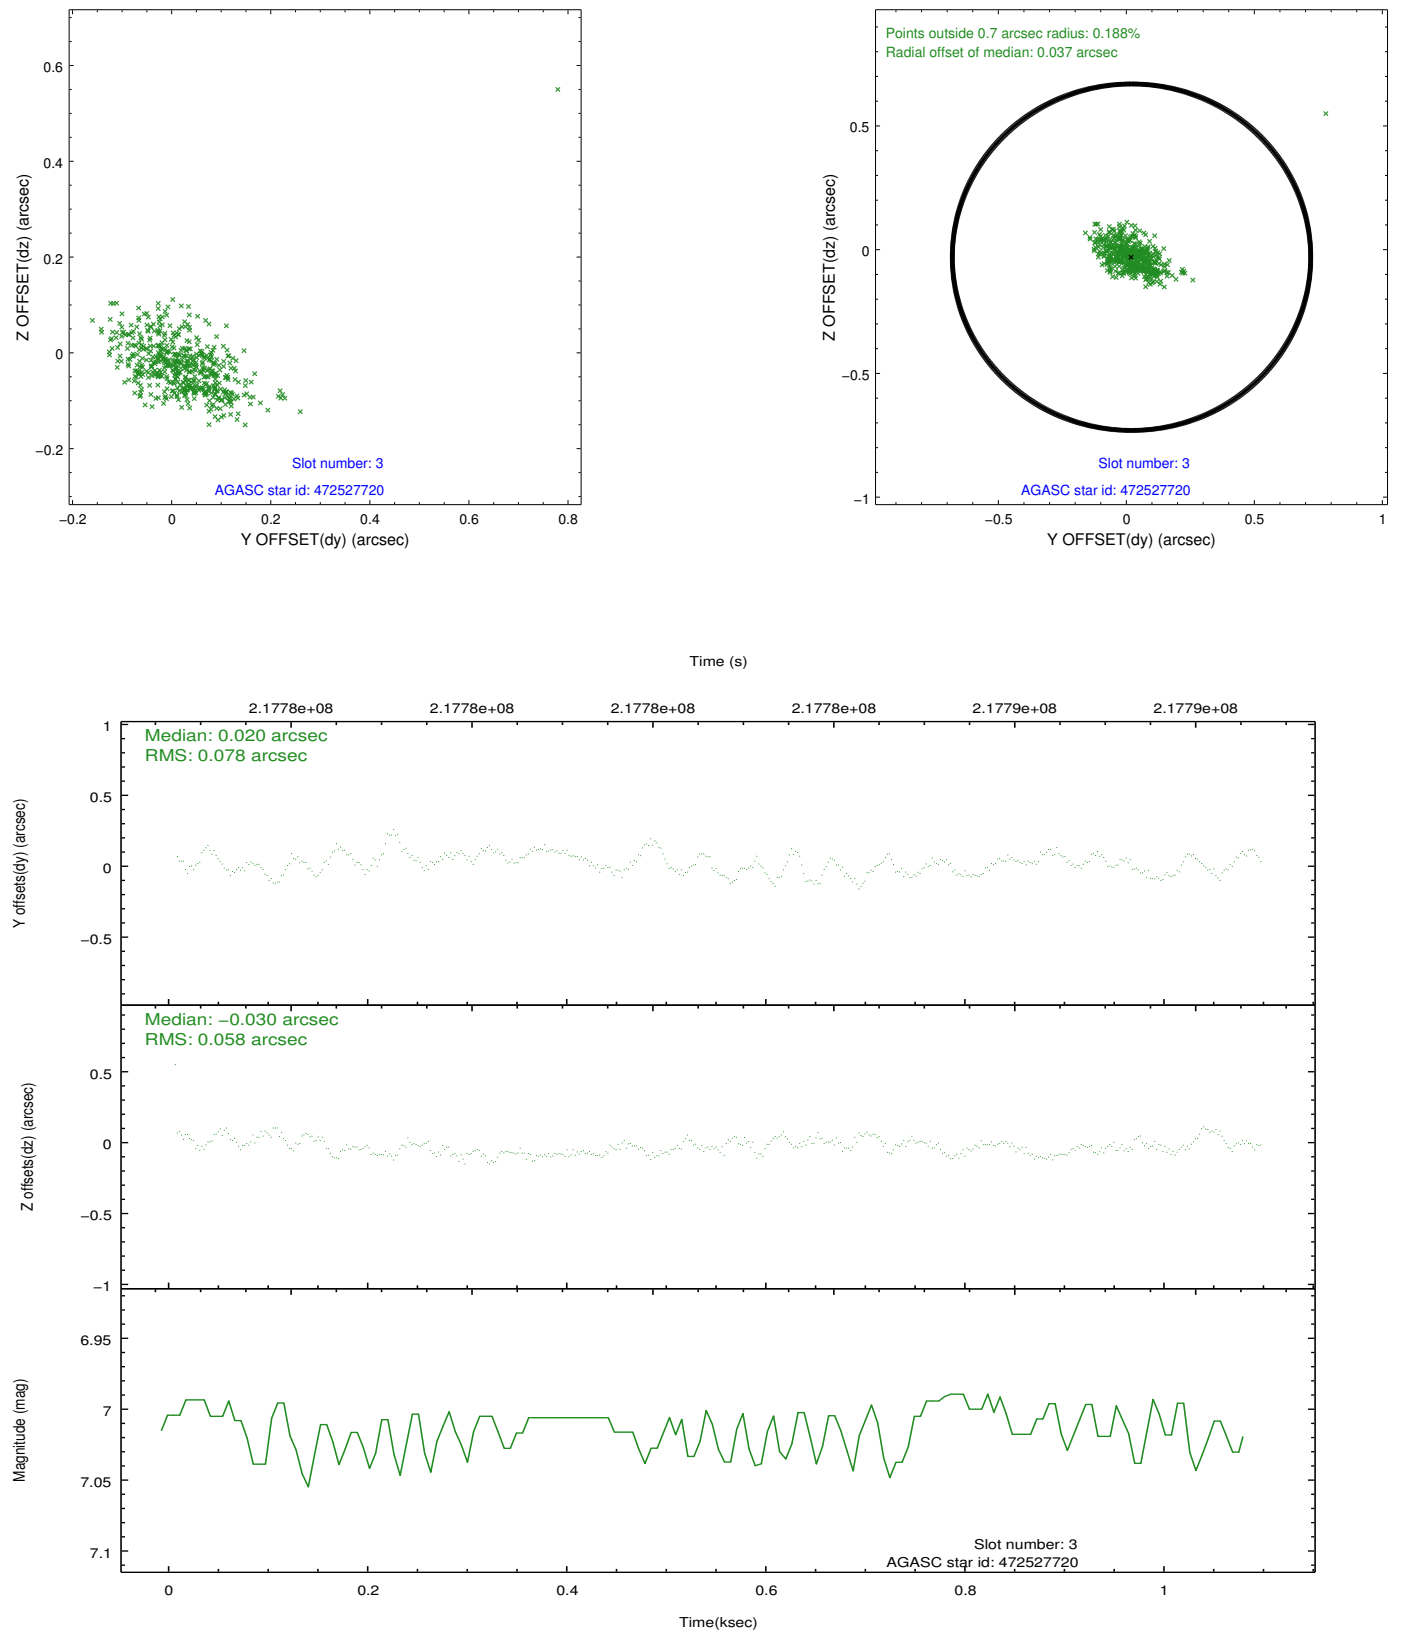 0.6
0.4
0.2
0
−0.2
Z OFFSET(dz) (arcsec)
Slot number: 3
AGASC star id: 472527720
−0.2 0 0.2 0.4 0.6 0.8
Y OFFSET(dy) (arcsec)
Points outside 0.7 arcsec radius: 0.188%
Radial offset of median: 0.037 arcsec
0.5
0
−0.5
−1
Z OFFSET(dz) (arcsec)
Slot number: 3
AGASC star id: 472527720
−0.5 0 0.5 1
Y OFFSET(dy) (arcsec)
Time (s)
2.1778e+08 2.1778e+08 2.1778e+08 2.1778e+08 2.1779e+08 2.1779e+08
Median: 0.020 arcsec
RMS: 0.078 arcsec
1
0.5
0
−0.5
Y offsets(dy) (arcsec)
Median: −0.030 arcsec
RMS: 0.058 arcsec
0.5
0
−0.5
−1
Z offsets(dz) (arcsec)
6.95
7
7.05
7.1
Magnitude (mag)
Slot number: 3
AGASC star id: 472527720
0 0.2 0.4 0.6 0.8 1
Time(ksec)